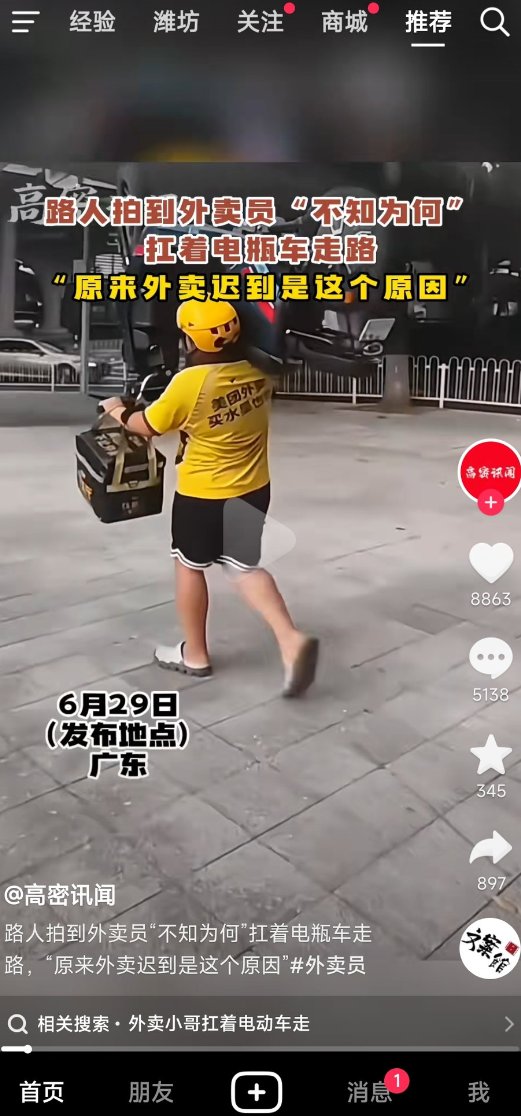 经验 潍坊 关注 商城 推荐
高密
路人拍到外卖员“不知为何”
扛着电瓶车走路
“原来外卖迟到是这个原因”
美团外卖
高密讯闻
8863
5138
6月29日
(发布地点)
广东
345
897
@高密讯闻
路人拍到外卖员“不知为何”扛着电瓶车走
路，“原来外卖迟到是这个原因”#外卖员
文案馆
相关搜索·外卖小哥扛着电动车走
首页 朋友 消息 1 我